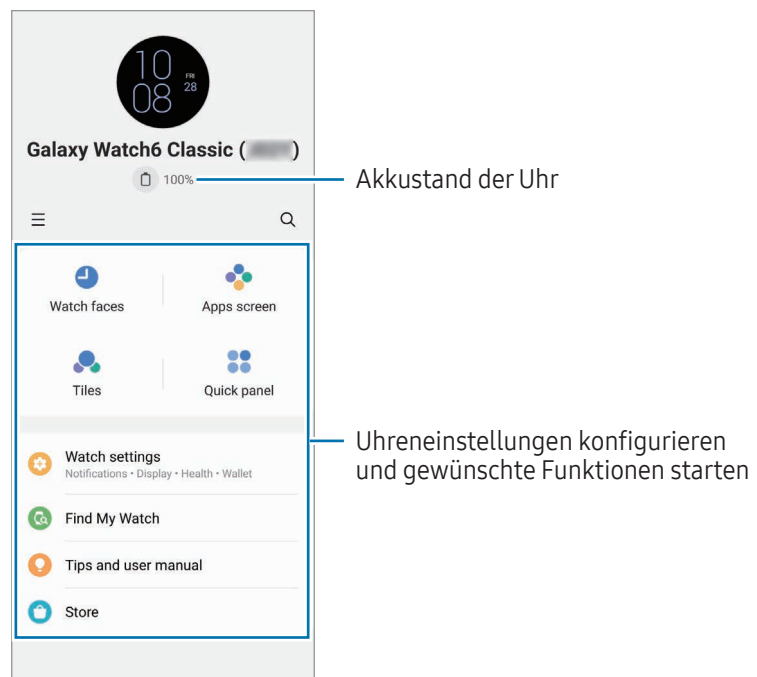 10
08
FRI
28
Galaxy Watch6 Classic ( )
100%
Akkustand der Uhr
Watch faces
Apps screen
Tiles
Quick panel
Uhreneinstellungen konfigurieren
und gewünschte Funktionen starten
Watch settings
Notifications • Display • Health • Wallet
Find My Watch
Tips and user manual
Store